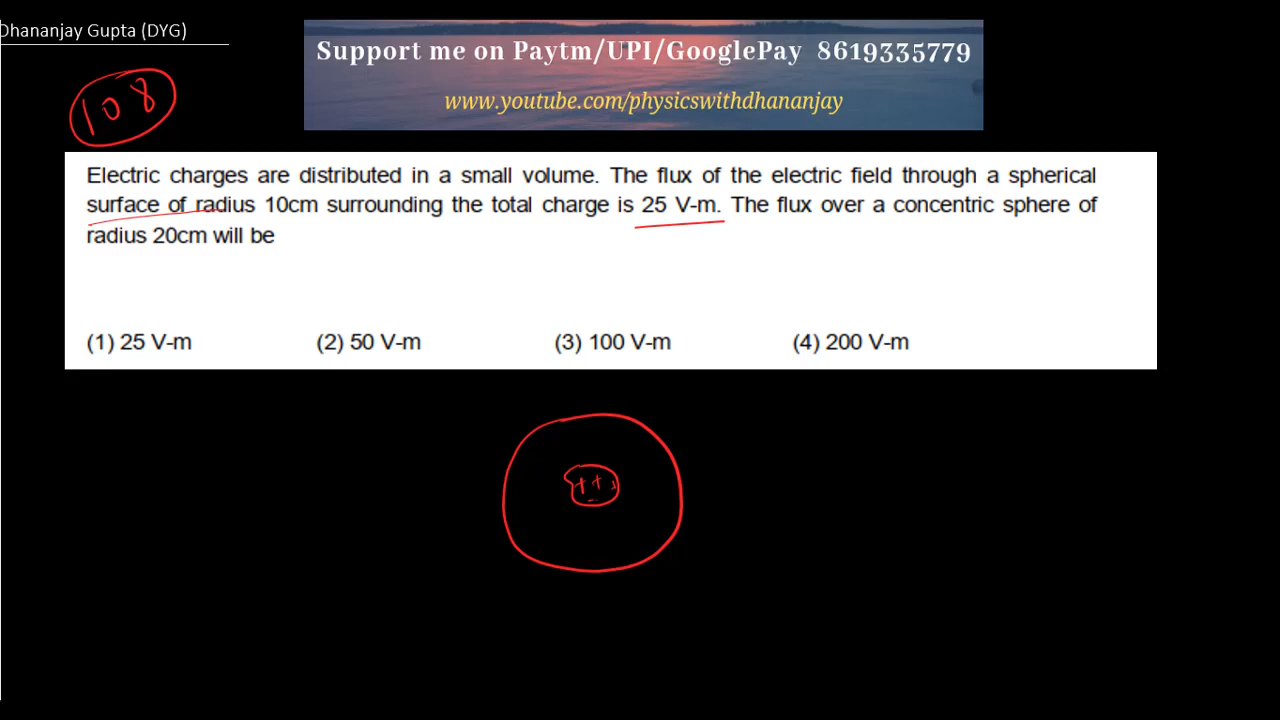 Dhananjay Gupta (DYG)
Support me on Paytm/UPI/GooglePay 8619335779
www.youtube.com/physicswithdhananjay
108
Electric charges are distributed in a small volume. The flux of the electric field through a spherical
surface of radius 10cm surrounding the total charge is 25 V-m. The flux over a concentric sphere of
radius 20cm will be
(1) 25 V-m (2) 50 V-m (3) 100 V-m (4) 200 V-m
++